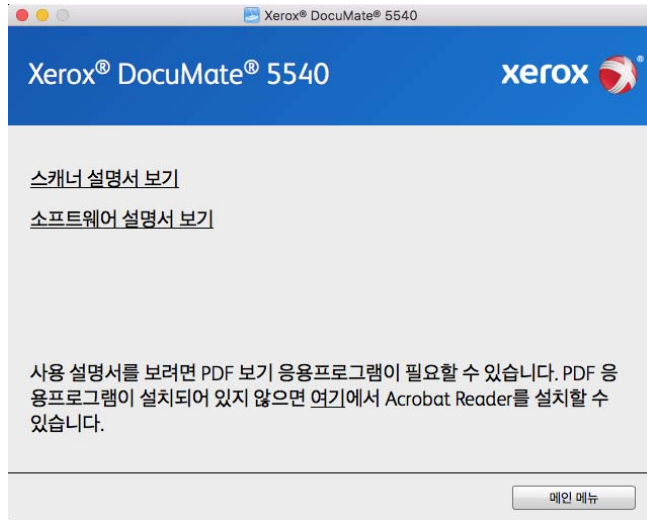 Xerox® DocuMate® 5540
Xerox® DocuMate® 5540
xerox ®
스캐너 설명서 보기
소프트웨어 설명서 보기
사용 설명서를 보려면 PDF 보기 응용프로그램이 필요할 수 있습니다. PDF 응
용프로그램이 설치되어 있지 않으면 여기에서 Acrobat Reader를 설치할 수
있습니다.
메인 메뉴